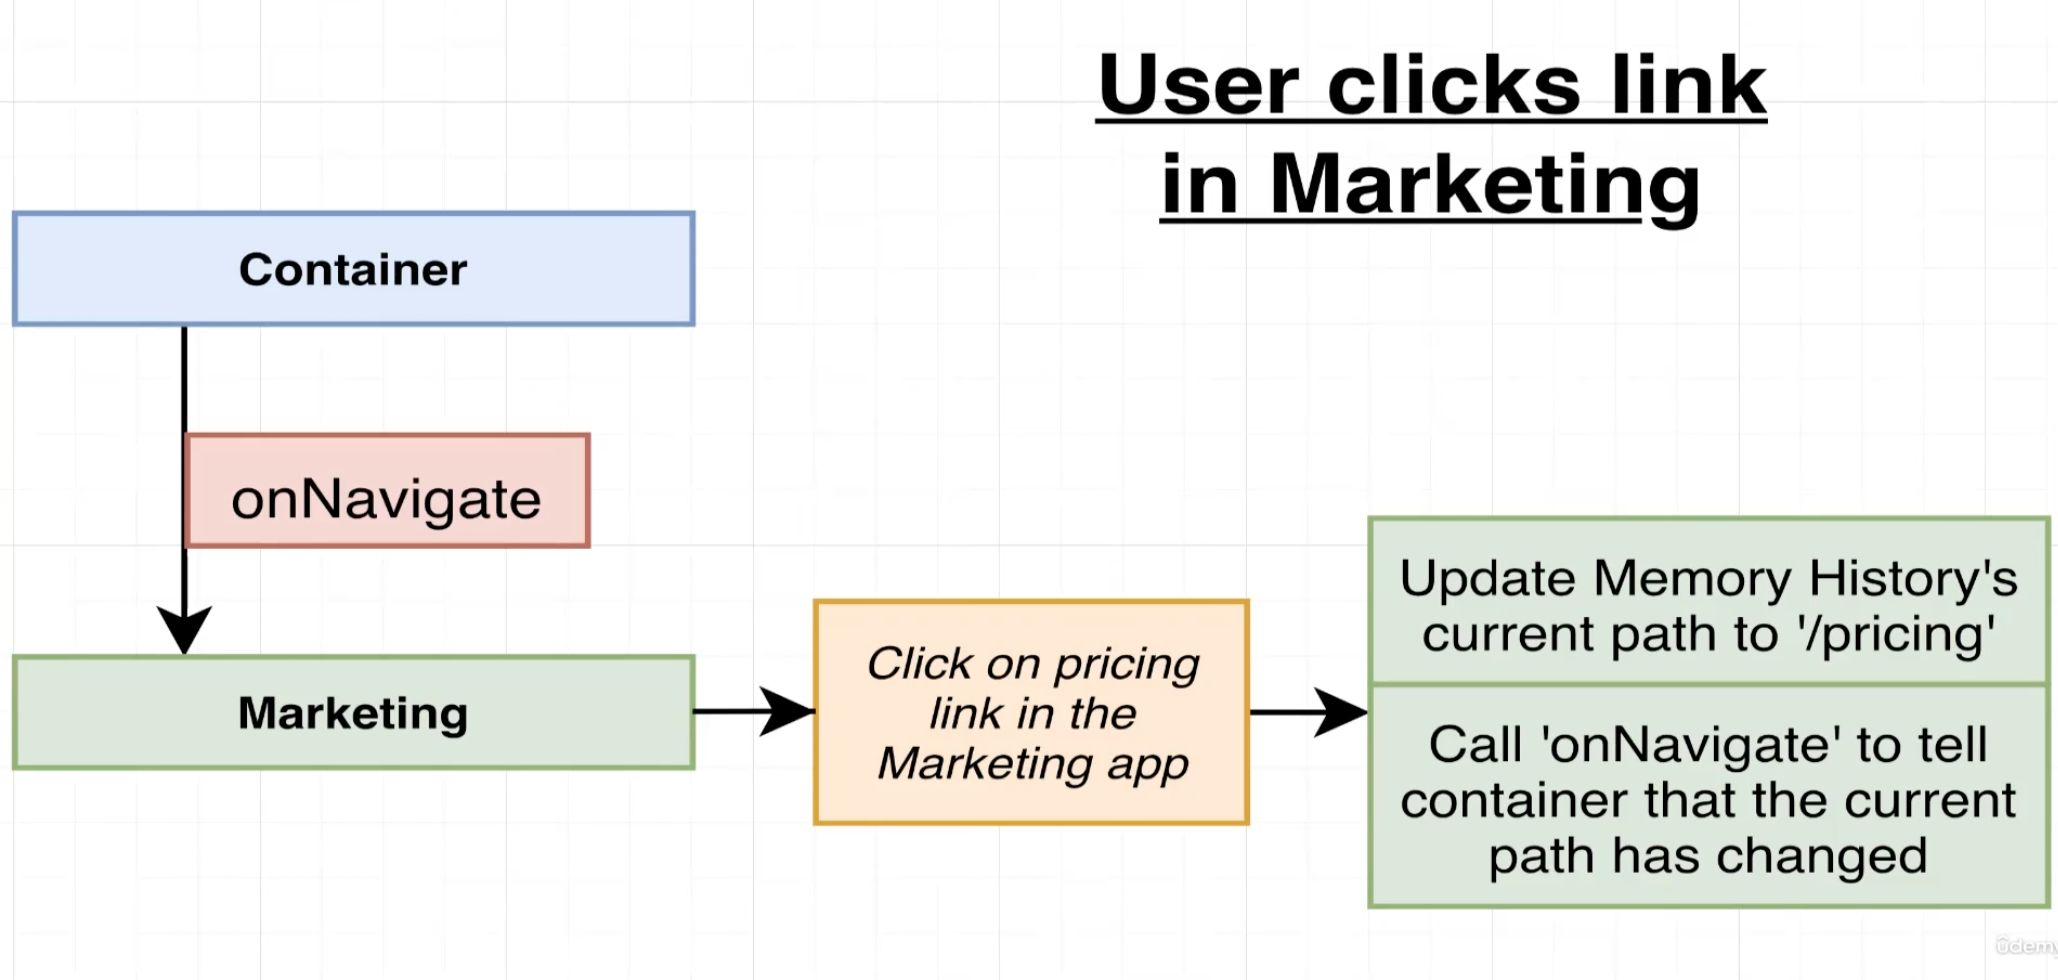 User clicks link
in Marketing
Container
onNavigate
Marketing
Click on pricing
link in the
Marketing app
Update Memory History's
current path to '/pricing'
Call 'onNavigate' to tell
container that the current
path has changed
ûdemy